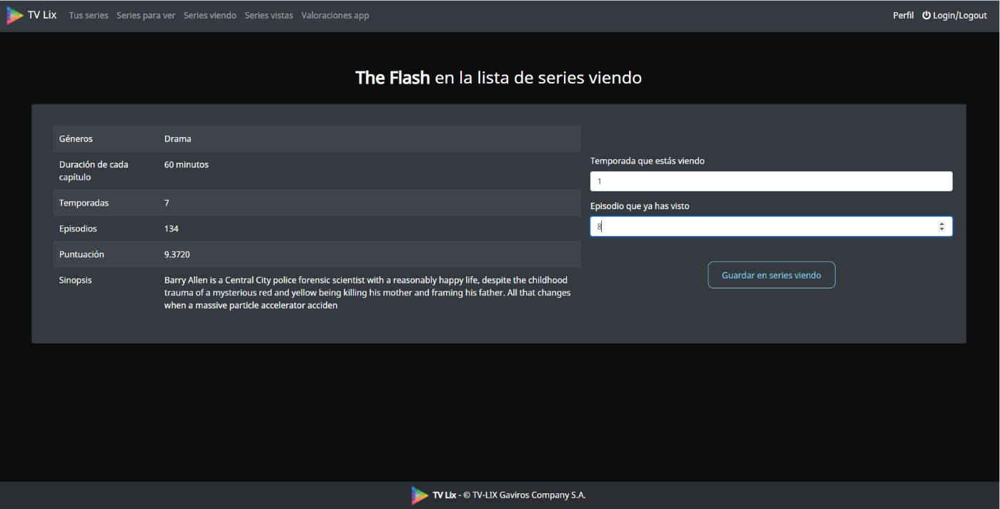 TV Lix Tus series Series para ver Series viendo Series vistas Valoraciones app Perfil Login/Logout
The Flash en la lista de series viendo
Géneros Drama
Duración de cada capítulo 60 minutos
Temporadas 7
Episodios 134
Puntuación 9.3720
Sinopsis Barry Allen is a Central City police forensic scientist with a reasonably happy life, despite the childhood
trauma of a mysterious red and yellow being killing his mother and framing his father. All that changes
when a massive particle accelerator acciden
Temporada que estás viendo
1
Episodio que ya has visto
8
Guardar en series viendo
TV Lix - © TV-LIX Gaviros Company S.A.